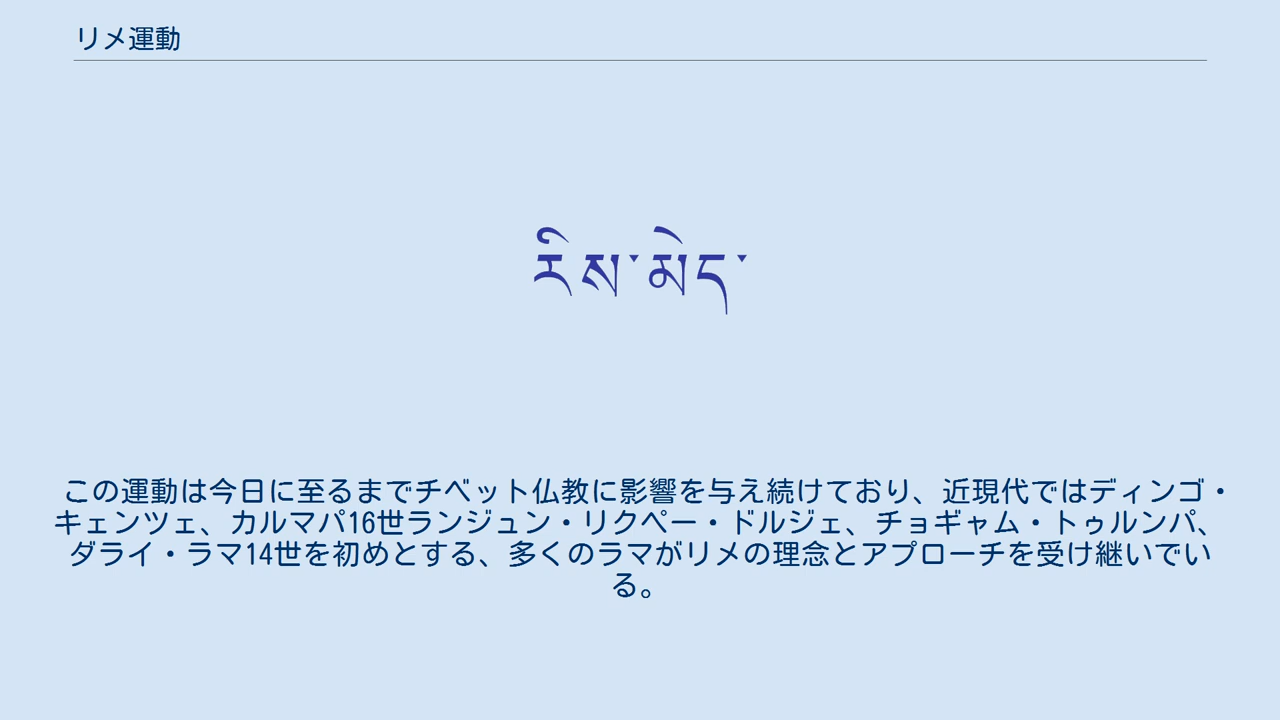 リメ運動
རིས་མེད་
この運動は今日に至るまでチベット仏教に影響を与え続けており、近現代ではディンゴ・
キェンツェ、カルマパ16世ランジュン・リクペー・ドルジェ、チョギャム・トゥルンパ、
ダライ・ラマ14世を初めとする、多くのラマがリメの理念とアプローチを受け継いでい
る。